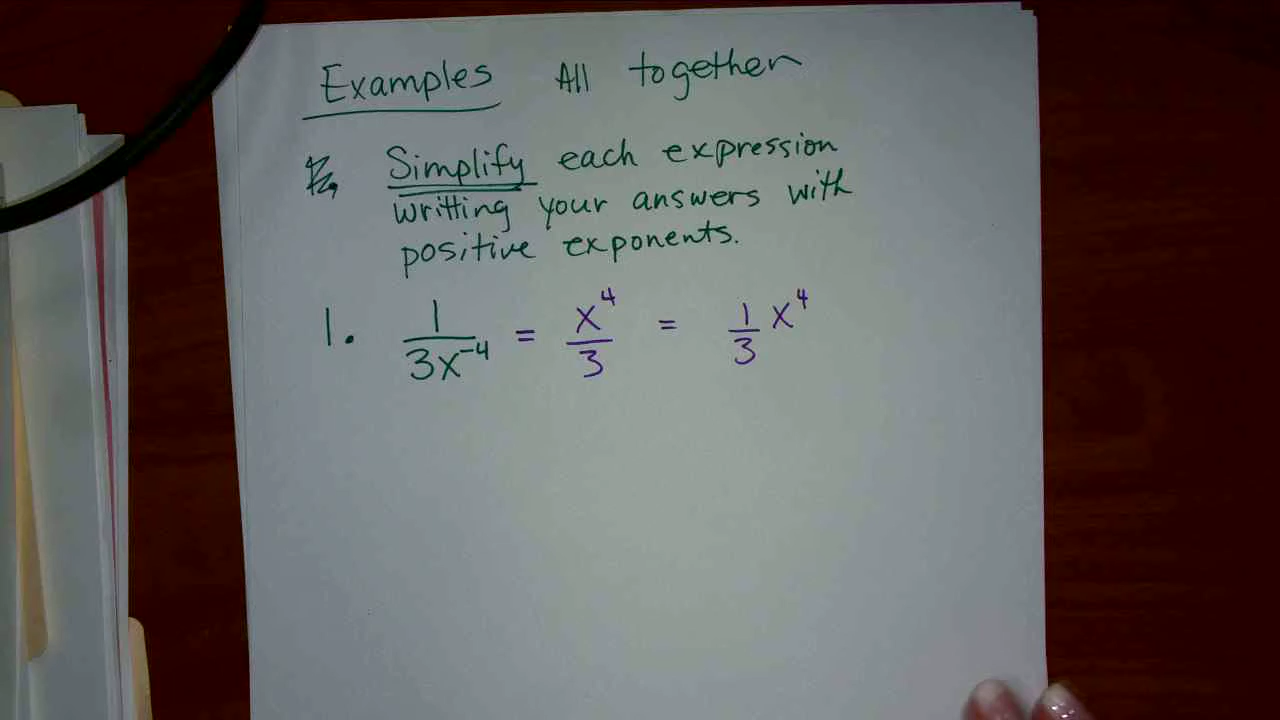 Examples All together
Simplify each expression
writting your answers with
positive exponents.
1. 1/(3x^-4) = x^4/3 = 1/3 x^4